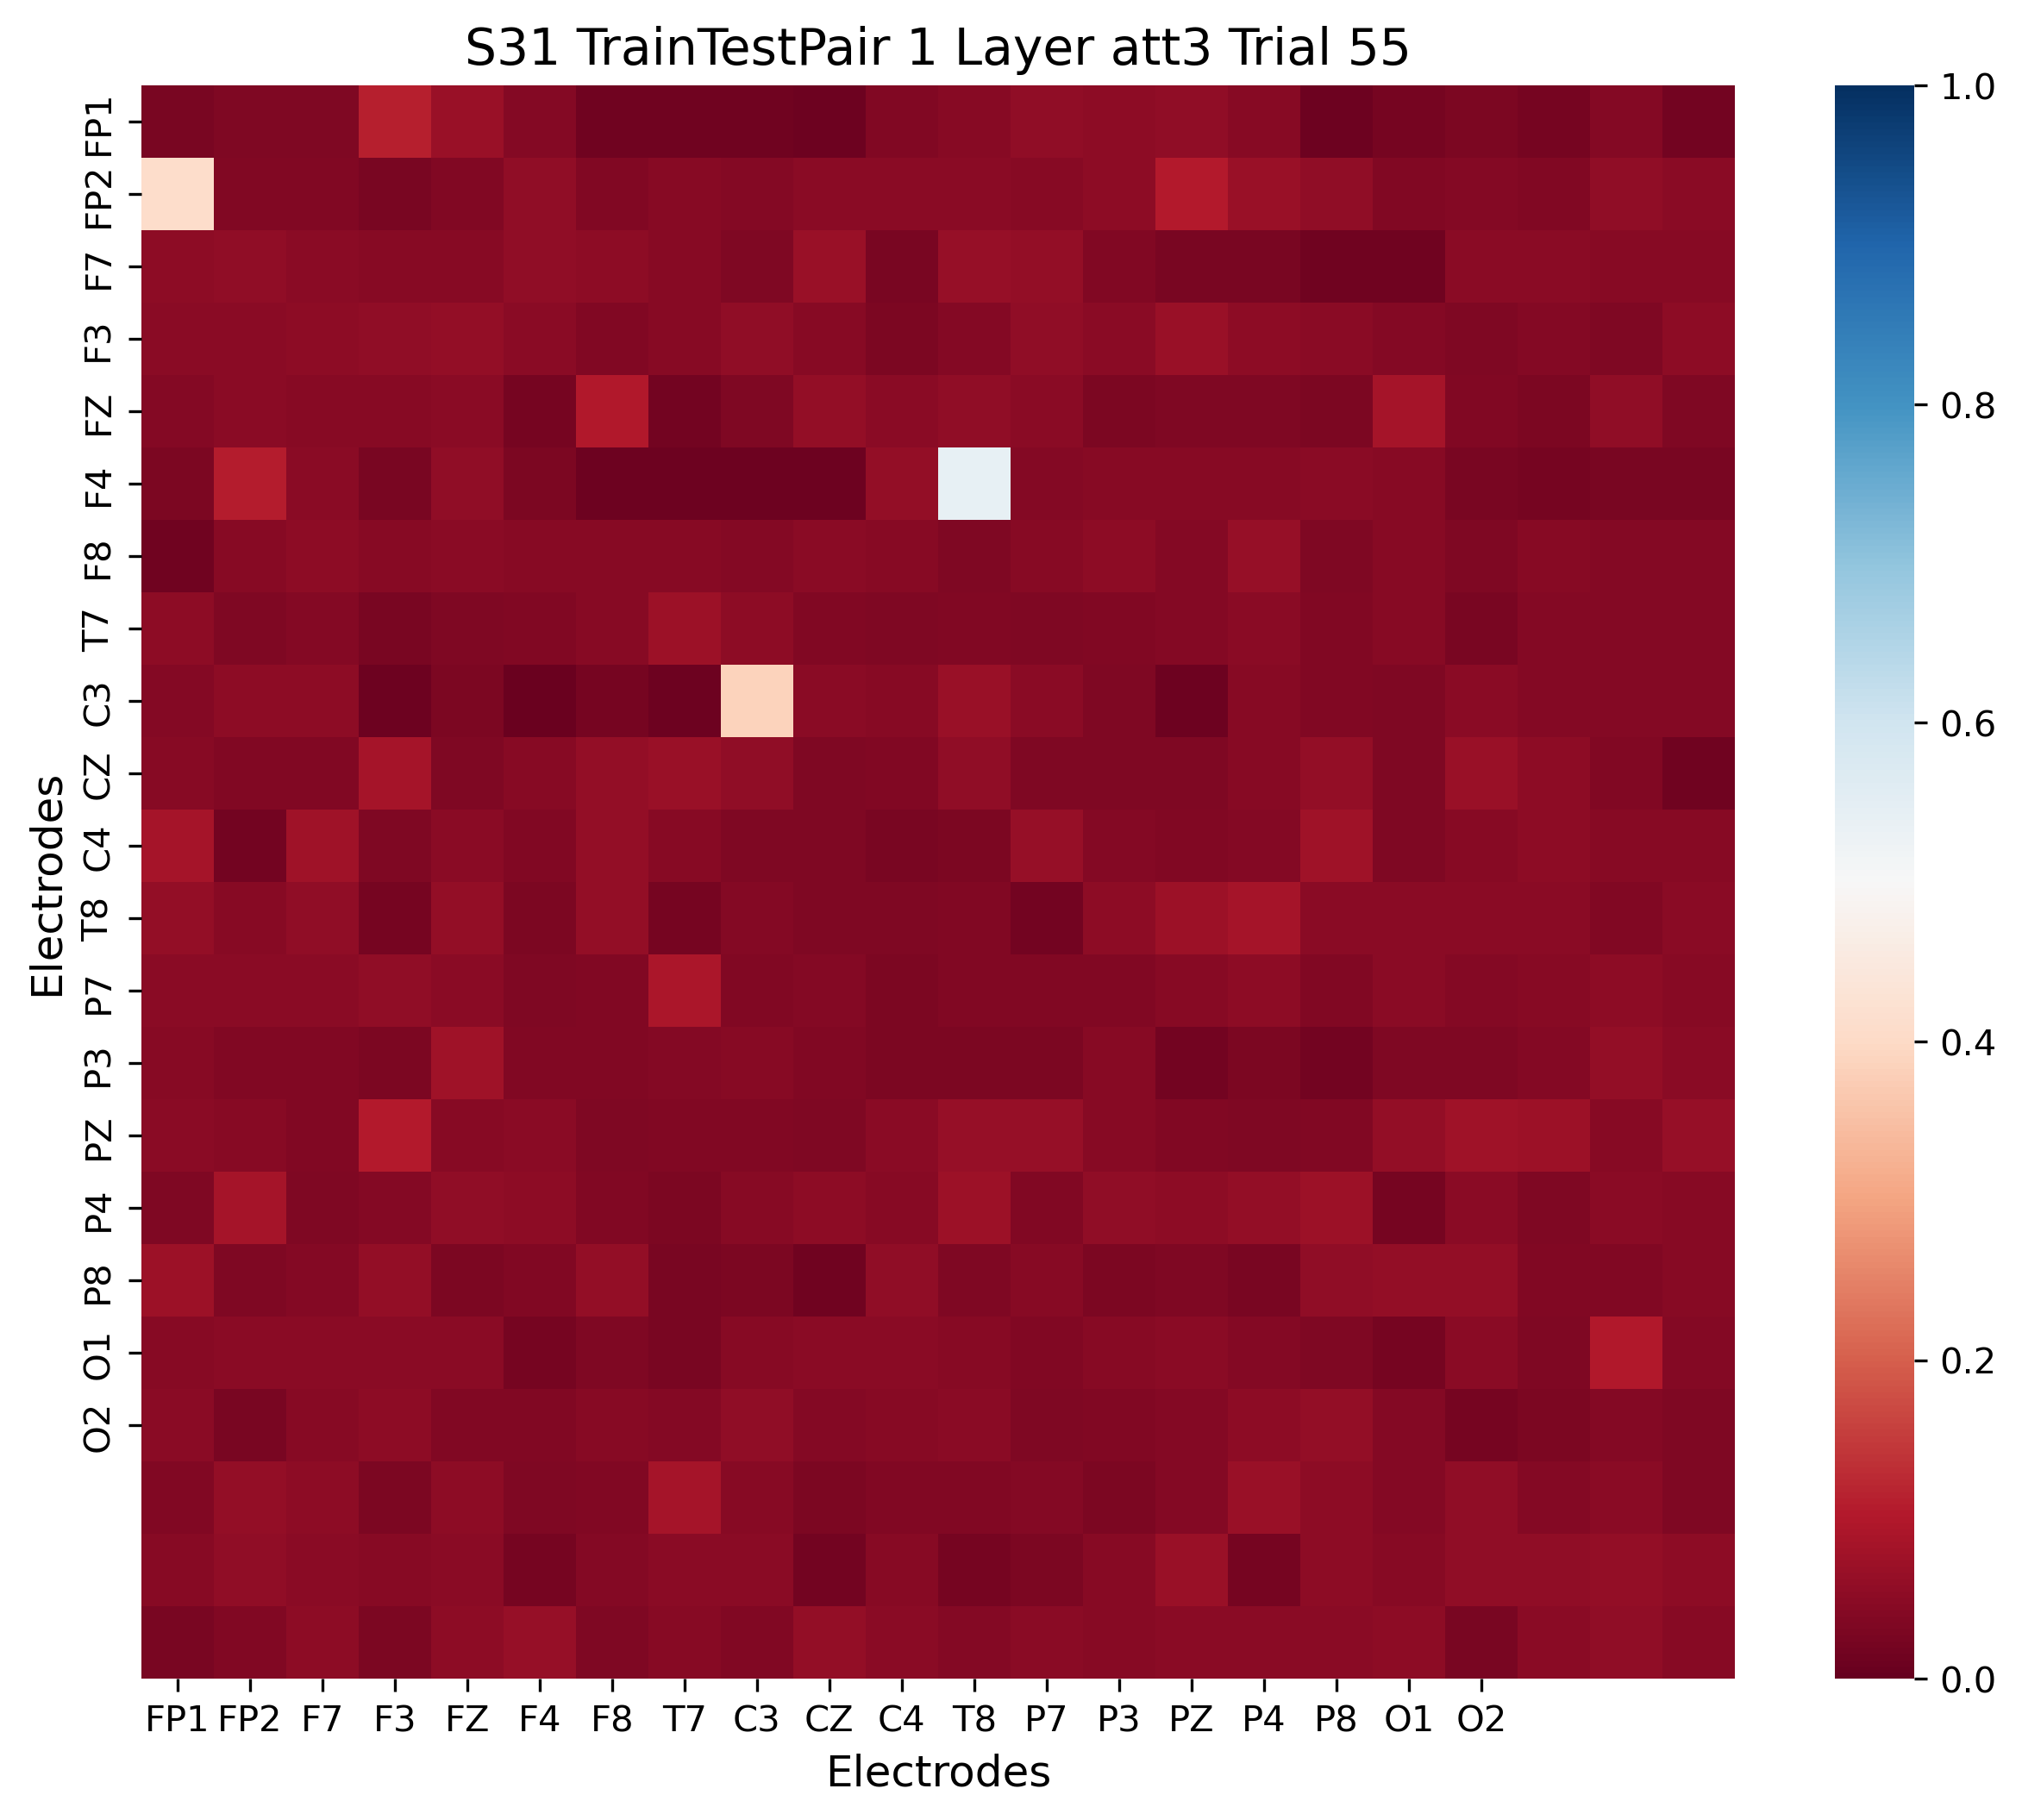 S31 TrainTestPair 1 Layer att3 Trial 55
Electrodes
FP1
FP2
F7
F3
FZ
F4
F8
T7
C3
CZ
C4
T8
P7
P3
PZ
P4
P8
O1
O2
FP1 FP2 F7 F3 FZ F4 F8 T7 C3 CZ C4 T8 P7 P3 PZ P4 P8 O1 O2
Electrodes
1.0
0.8
0.6
0.4
0.2
0.0